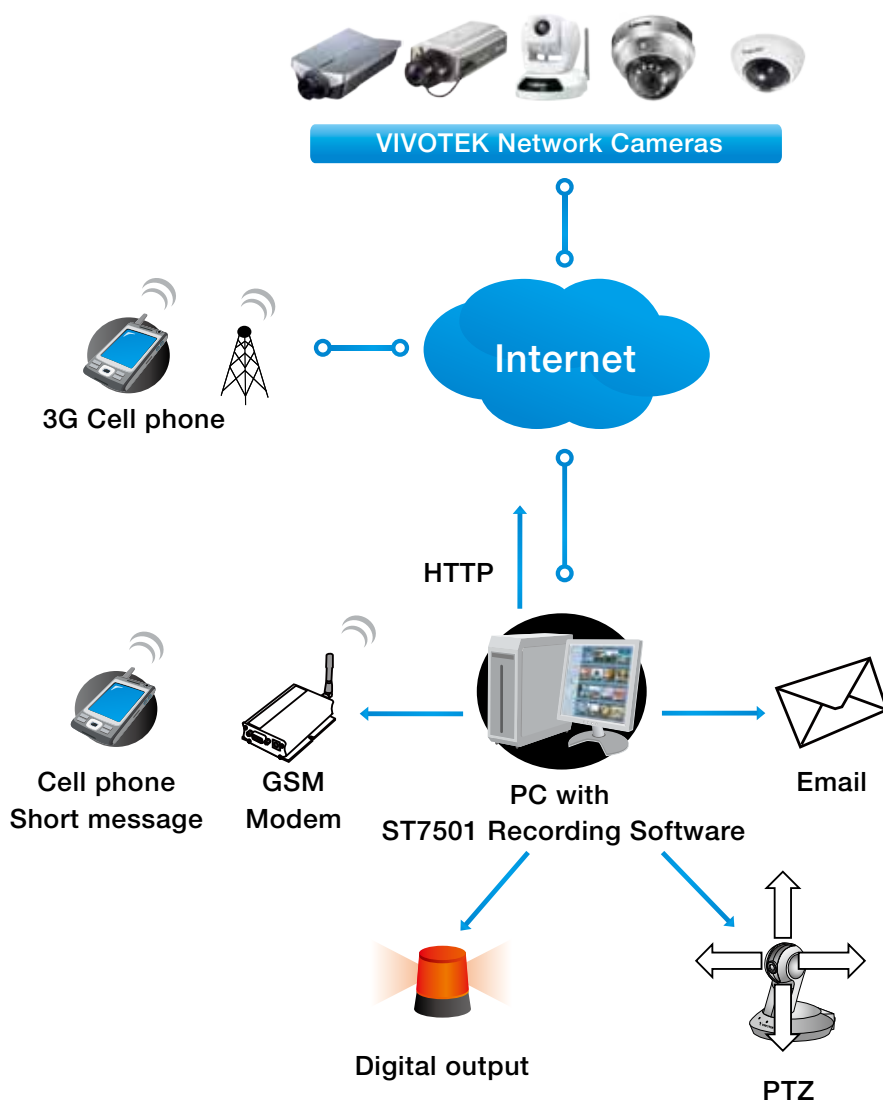 VIVOTEK Network Cameras
Internet
3G Cell phone
HTTP
Cell phone
Short message
GSM
Modem
PC with
ST7501 Recording Software
Email
Digital output
PTZ